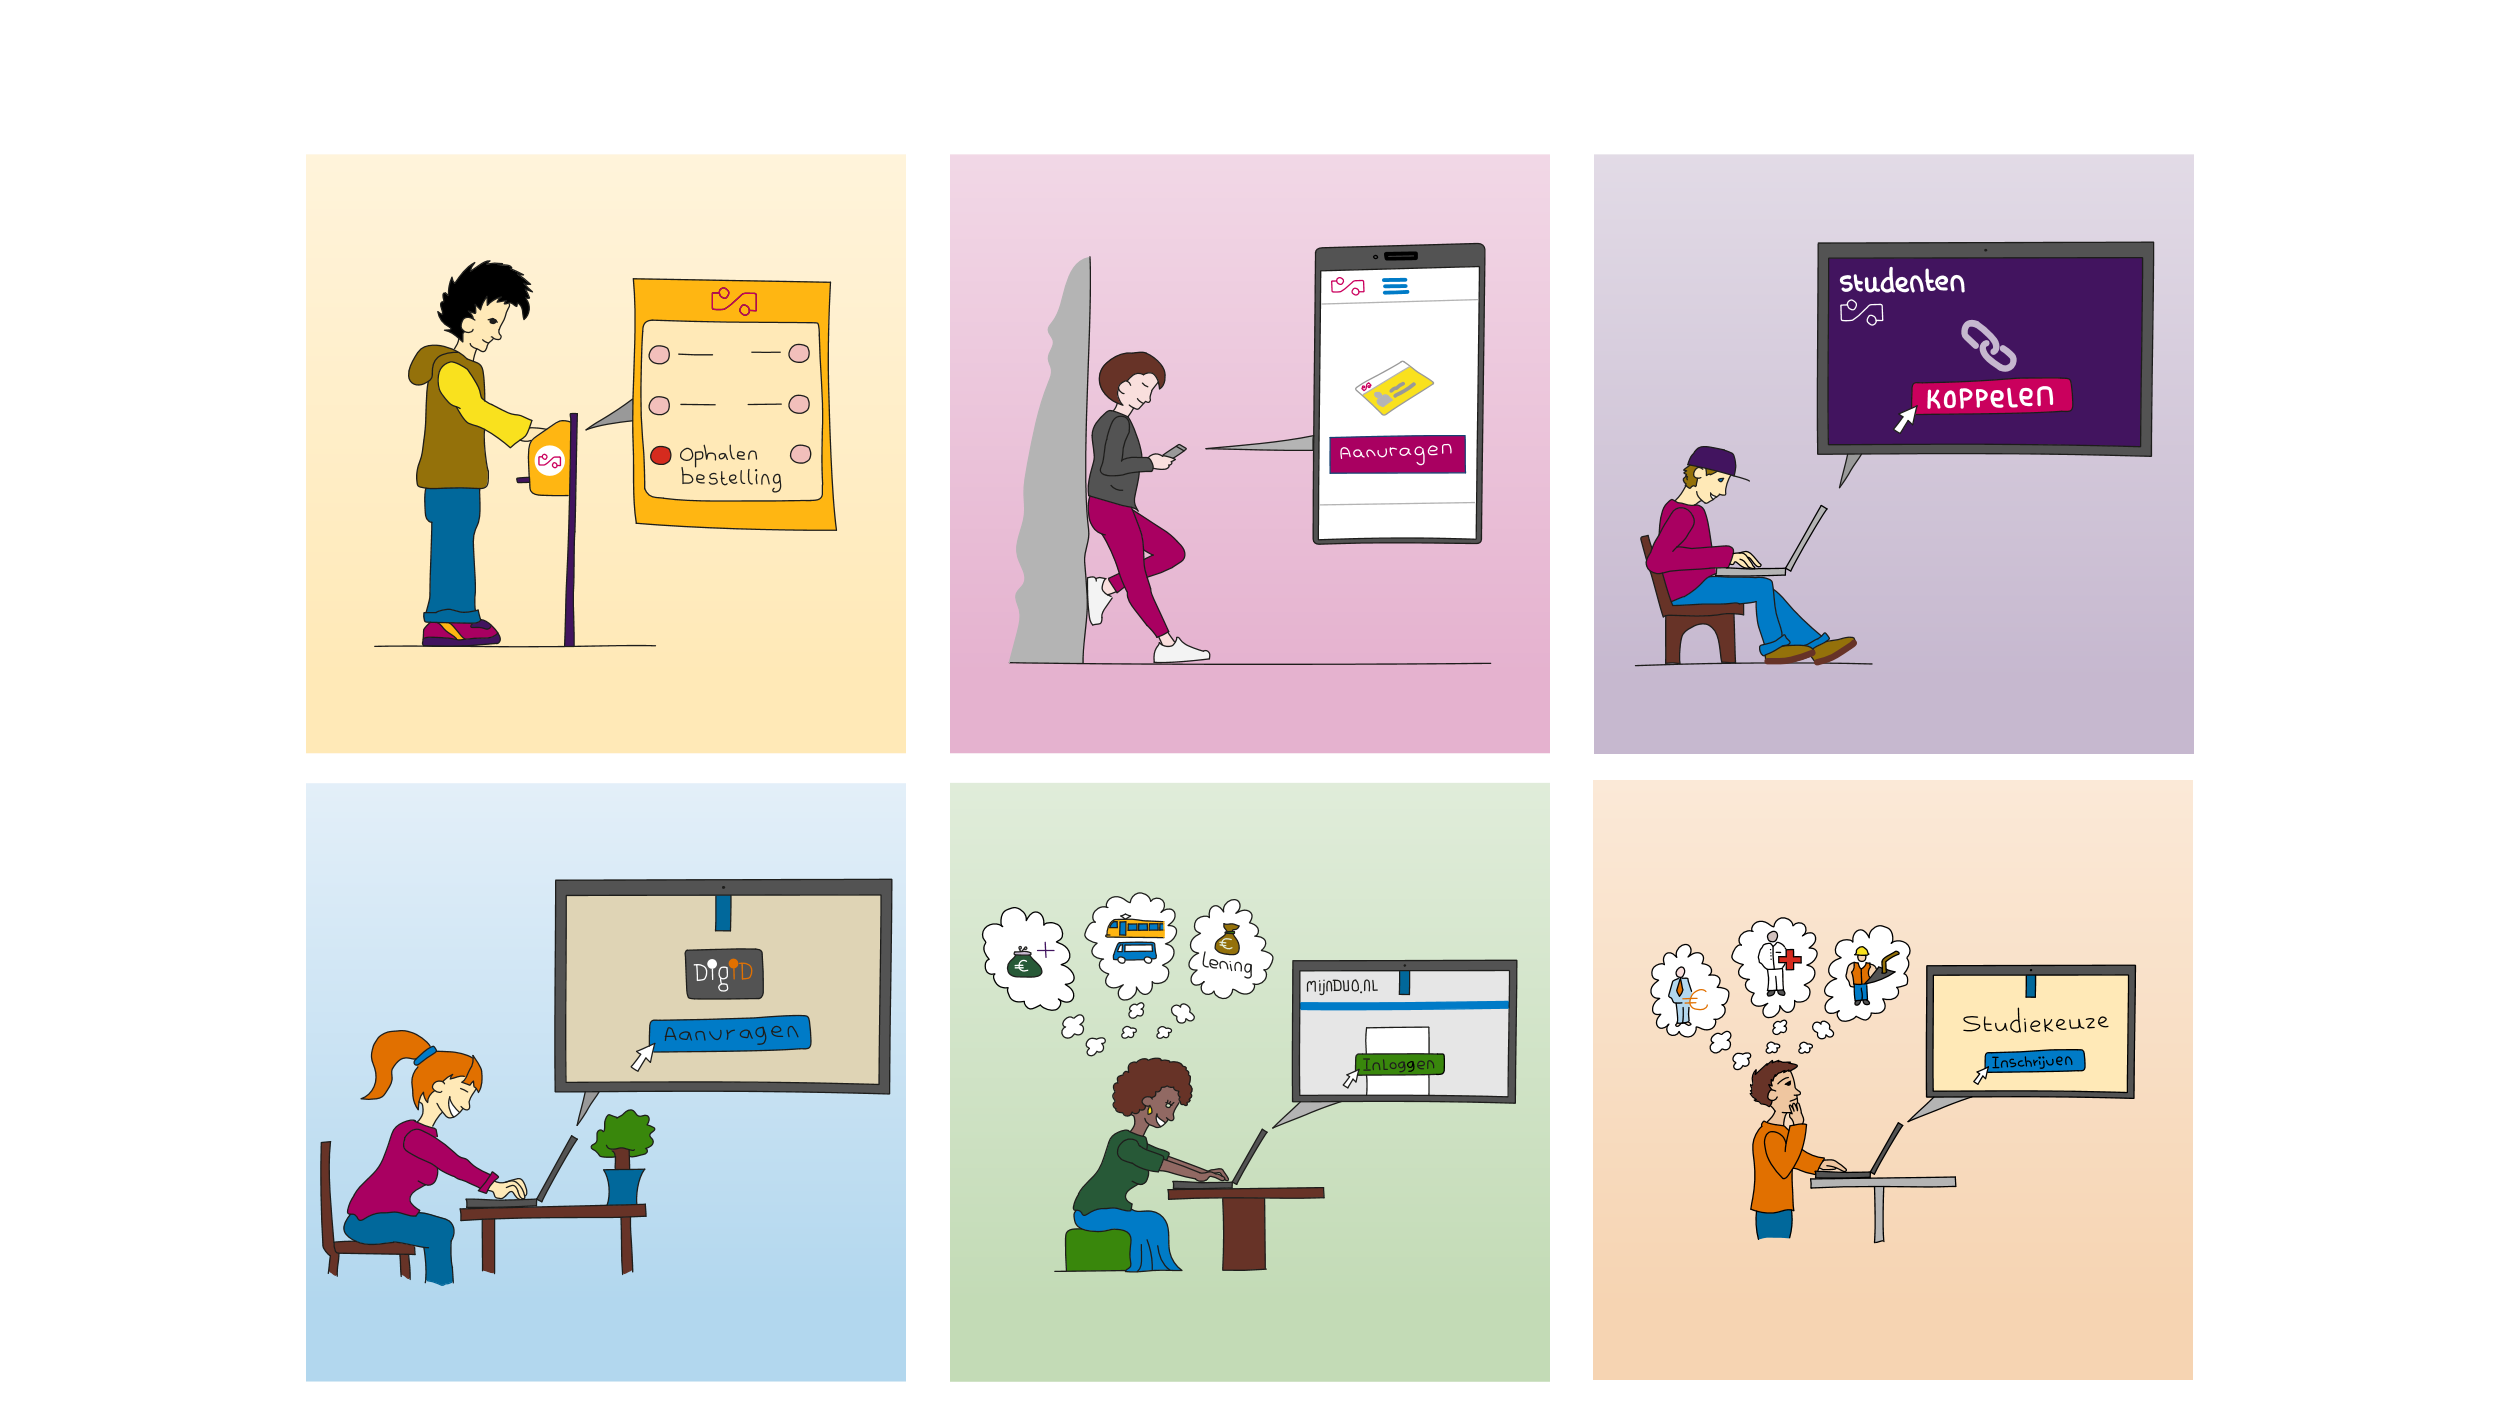 Ophalen
bestelling
Aanvragen
studenten
Koppelen
DigiD
Aanvragen
€
€
Lening
mijnDUO.nl
Inloggen
€
Studiekeuze
Inschrijven